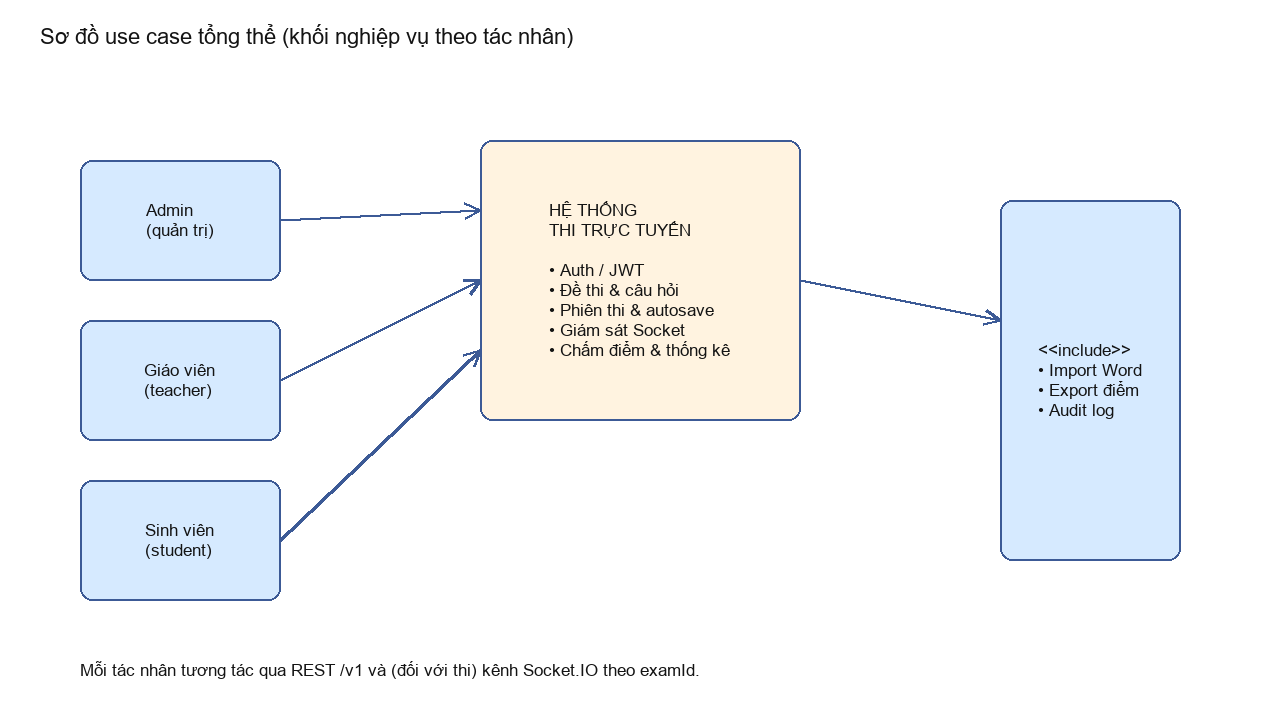 Sơ đồ use case tổng thể (khối nghiệp vụ theo tác nhân)
Admin
(quản trị)
Giáo viên
(teacher)
Sinh viên
(student)
HỆ THỐNG
THI TRỰC TUYẾN
• Auth / JWT
• Đề thi & câu hỏi
• Phiên thi & autosave
• Giám sát Socket
• Chấm điểm & thống kê
<<include>>
• Import Word
• Export điểm
• Audit log
Mỗi tác nhân tương tác qua REST /v1 và (đối với thi) kênh Socket.IO theo examId.